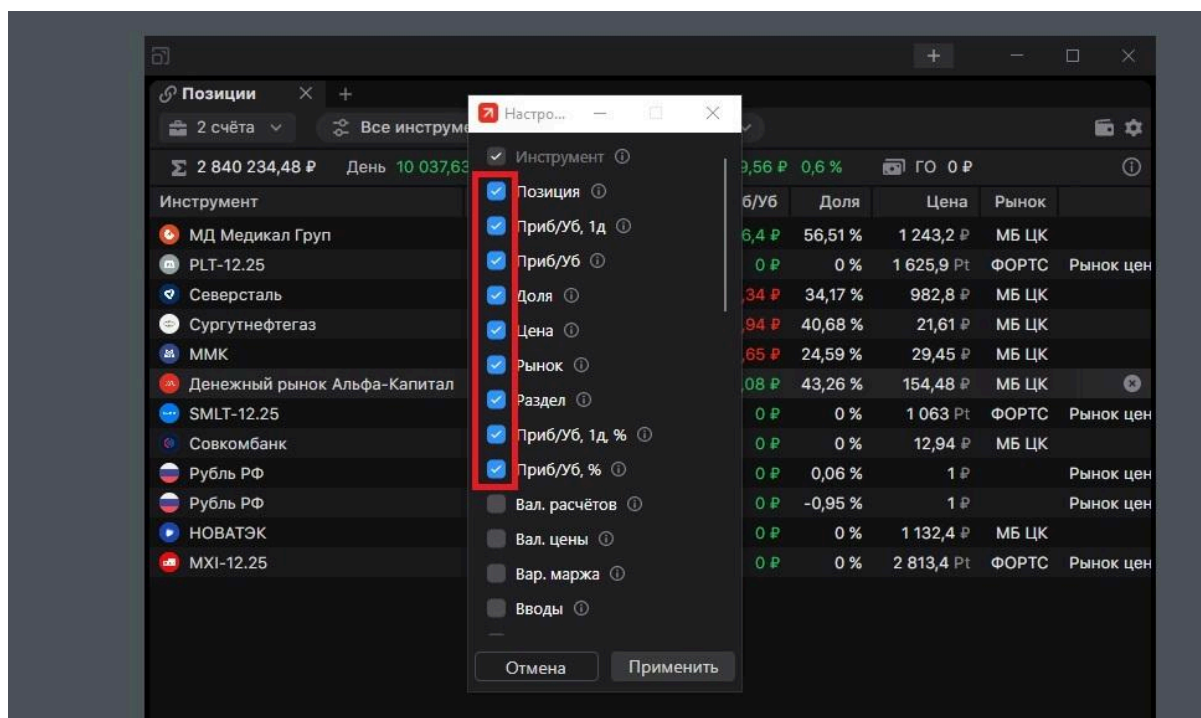 Позиции
2 счёта
Все инструме
Σ 2 840 234,48 ₽ День 10 037,63
9,56 ₽ 0,6 % ГО 0 ₽
Инструмент
б/Уб Доля Цена Рынок
МД Медикал Груп 6,4 ₽ 56,51 % 1 243,2 ₽ МБ ЦК
PLT-12.25 0 ₽ 0 % 1 625,9 Pt ФОРТС Рынок цен
Северсталь ,34 ₽ 34,17 % 982,8 ₽ МБ ЦК
Сургутнефтегаз ,94 ₽ 40,68 % 21,61 ₽ МБ ЦК
ММК ,65 ₽ 24,59 % 29,45 ₽ МБ ЦК
Денежный рынок Альфа-Капитал ,08 ₽ 43,26 % 154,48 ₽ МБ ЦК
SMLT-12.25 0 ₽ 0 % 1 063 Pt ФОРТС Рынок цен
Совкомбанк 0 ₽ 0 % 12,94 ₽ МБ ЦК
Рубль РФ 0 ₽ 0,06 % 1 ₽ Рынок цен
Рубль РФ 0 ₽ -0,95 % 1 ₽ Рынок цен
НОВАТЭК 0 ₽ 0 % 1 132,4 ₽ МБ ЦК
MXI-12.25 0 ₽ 0 % 2 813,4 Pt ФОРТС Рынок цен
Настро...
Инструмент
Позиция
Приб/Уб, 1д
Приб/Уб
Доля
Цена
Рынок
Раздел
Приб/Уб, 1д, %
Приб/Уб, %
Вал. расчётов
Вал. цены
Вар. маржа
Вводы
Отмена Применить